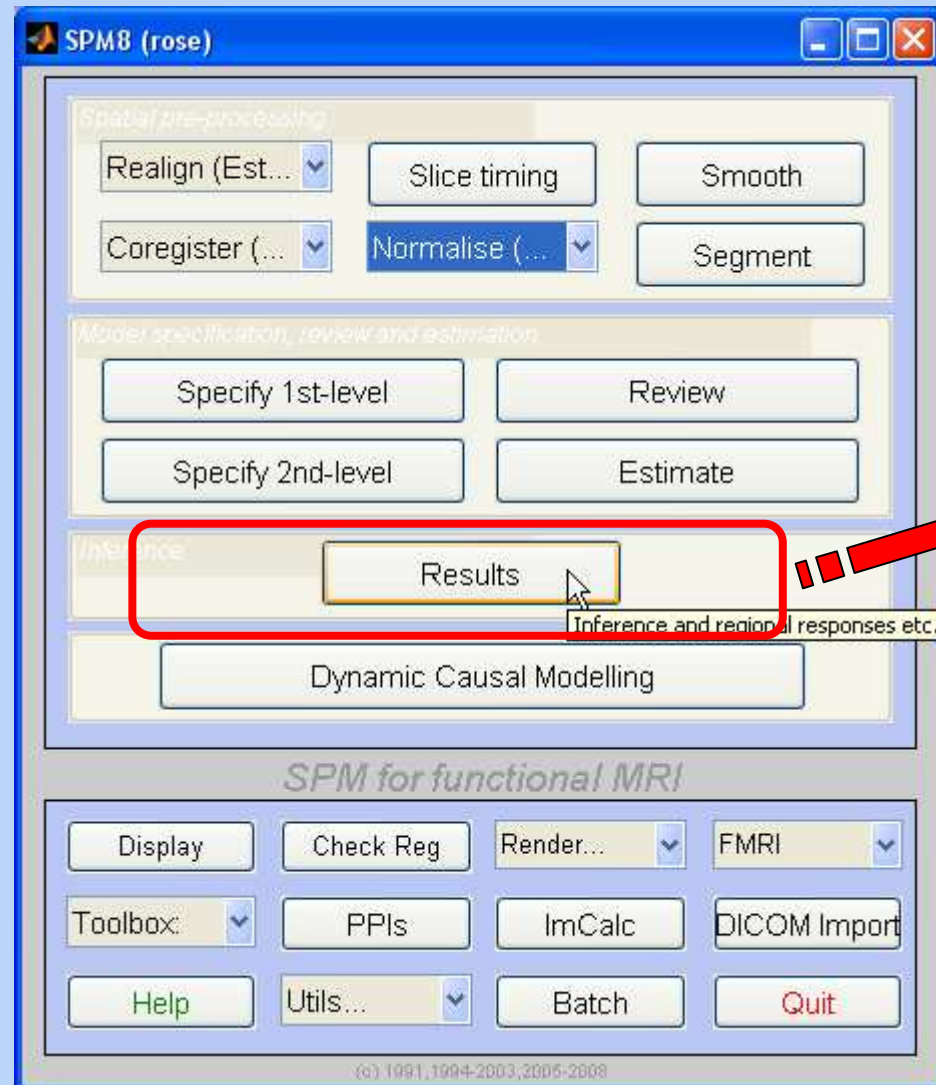 SPM8 (rose)
Spatial pre-processing
Realign (Est...
Slice timing
Smooth
Coregister (...
Normalise (...
Segment
Model specification, review and estimation
Specify 1st-level
Review
Specify 2nd-level
Estimate
Inference
Results
Inference and regional responses etc.
Dynamic Causal Modelling
SPM for functional MRI
Display
Check Reg
Render...
FMRI
Toolbox:
PPIs
ImCalc
DICOM Import
Help
Utils...
Batch
Quit
(c) 1991,1994-2003,2005-2008